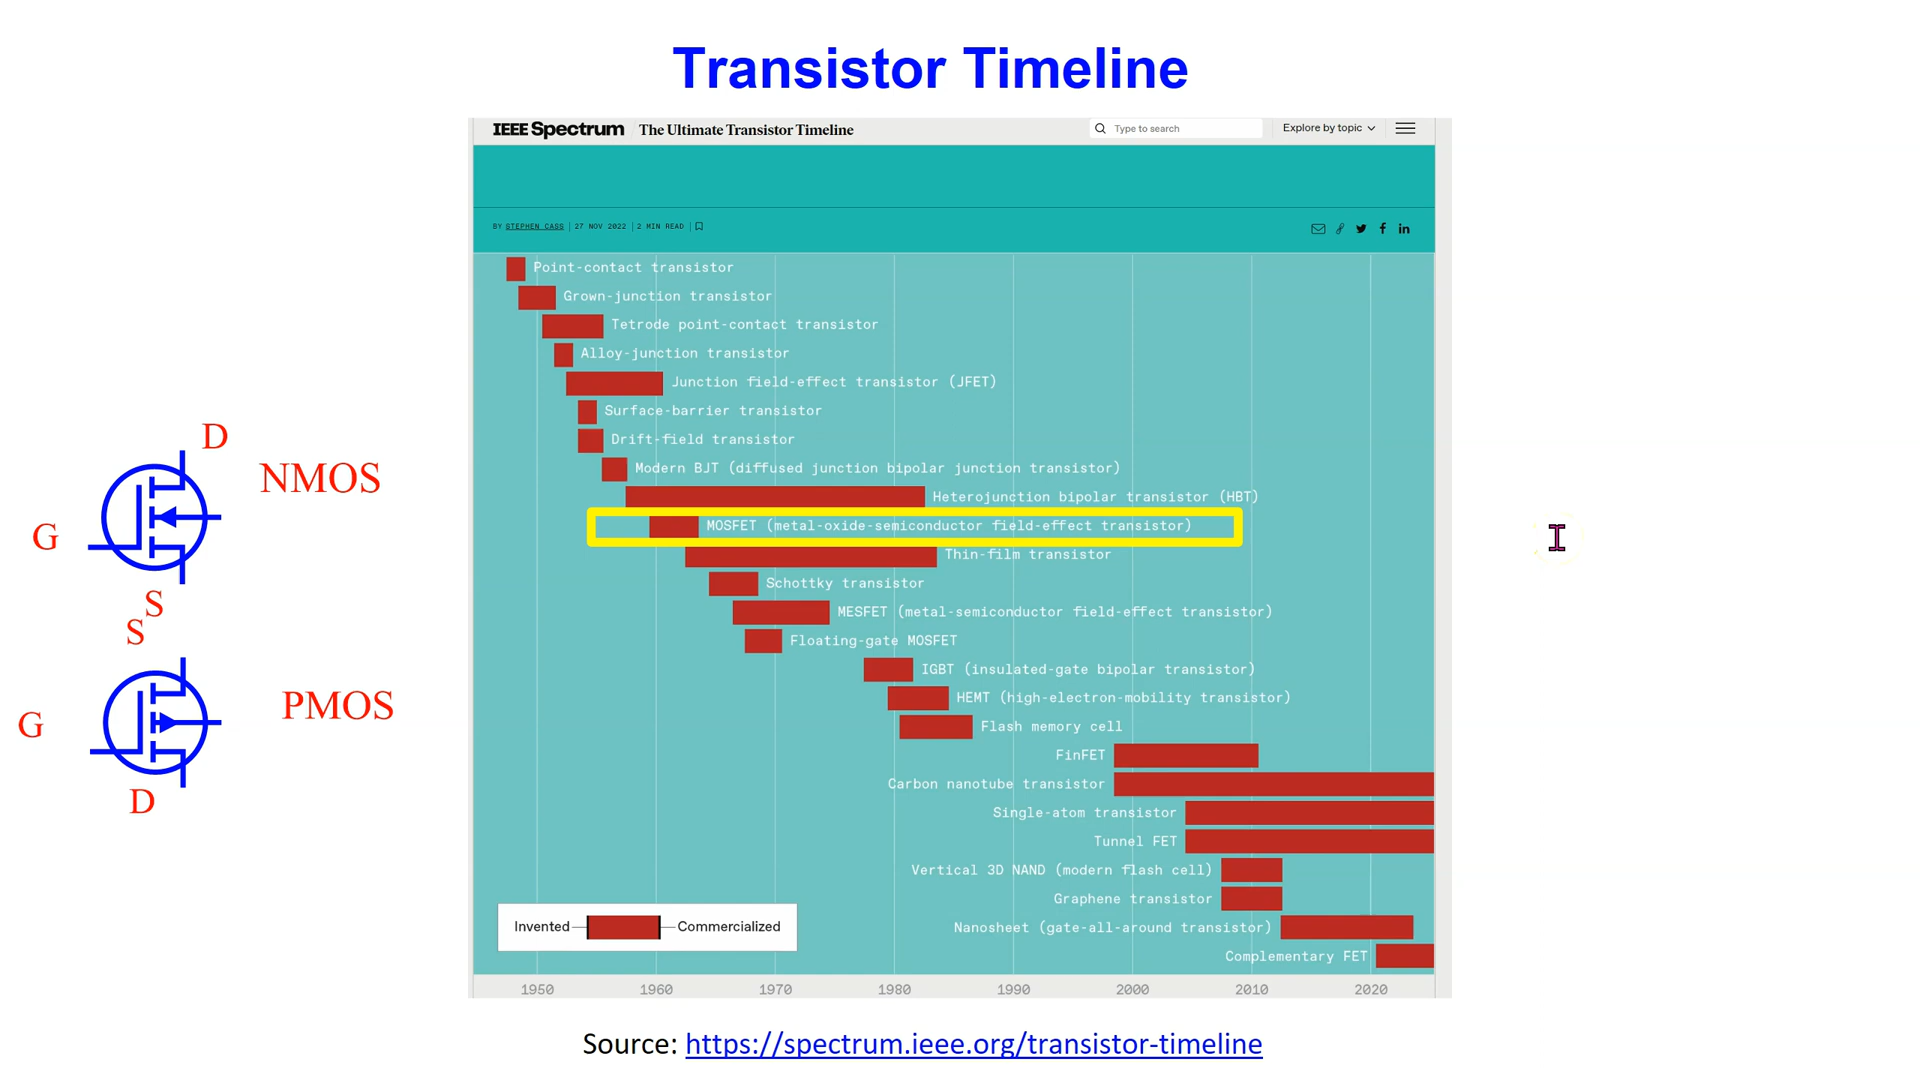 Transistor Timeline
IEEE Spectrum The Ultimate Transistor Timeline Type to search Explore by topic
BY STEPHEN CASS | 27 NOV 2022 | 2 MIN READ |
Point-contact transistor
Grown-junction transistor
Tetrode point-contact transistor
Alloy-junction transistor
Junction field-effect transistor (JFET)
Surface-barrier transistor
Drift-field transistor
Modern BJT (diffused junction bipolar junction transistor)
Heterojunction bipolar transistor (HBT)
MOSFET (metal-oxide-semiconductor field-effect transistor)
Thin-film transistor
Schottky transistor
MESFET (metal-semiconductor field-effect transistor)
Floating-gate MOSFET
IGBT (insulated-gate bipolar transistor)
HEMT (high-electron-mobility transistor)
Flash memory cell
FinFET
Carbon nanotube transistor
Single-atom transistor
Tunnel FET
Vertical 3D NAND (modern flash cell)
Graphene transistor
Nanosheet (gate-all-around transistor)
Complementary FET
Invented Commercialized
1950 1960 1970 1980 1990 2000 2010 2020
D
NMOS
G
S
S
PMOS
G
D
Source: https://spectrum.ieee.org/transistor-timeline